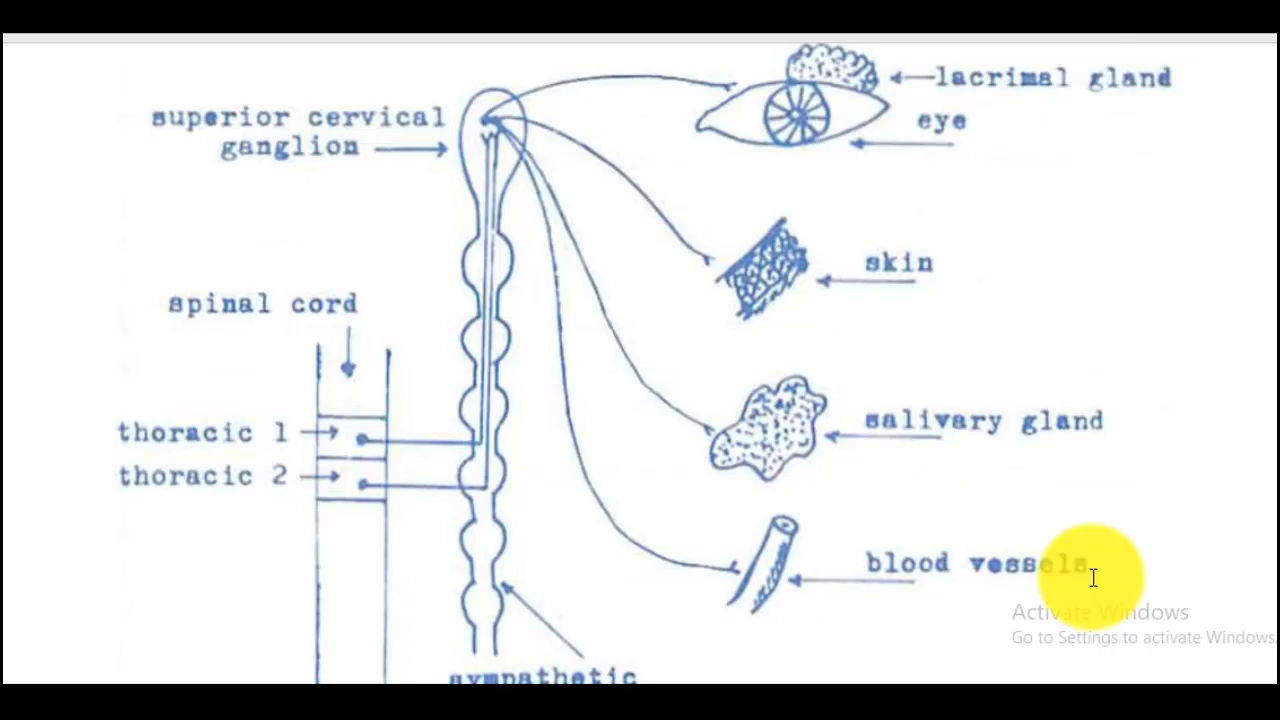 lacrimal gland
superior cervical
ganglion
eye
skin
spinal cord
thoracic 1
thoracic 2
salivary gland
blood vessels
Activate Windows
Go to Settings to activate Windows
sympathetic